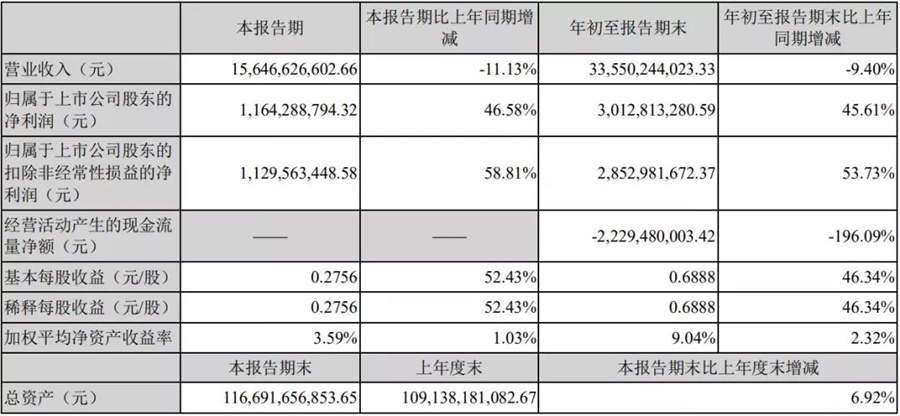 本报告期 本报告期比上年同期增减 年初至报告期末 年初至报告期末比上年同期增减
营业收入（元） 15,646,626,602.66 -11.13% 33,550,244,023.33 -9.40%
归属于上市公司股东的净利润（元） 1,164,288,794.32 46.58% 3,012,813,280.59 45.61%
归属于上市公司股东的扣除非经常性损益的净利润（元） 1,129,563,448.58 58.81% 2,852,981,672.37 53.73%
经营活动产生的现金流量净额（元） —— —— -2,229,480,003.42 -196.09%
基本每股收益（元/股） 0.2756 52.43% 0.6888 46.34%
稀释每股收益（元/股） 0.2756 52.43% 0.6888 46.34%
加权平均净资产收益率 3.59% 1.03% 9.04% 2.32%
本报告期末 上年度末 本报告期末比上年度末增减
总资产（元） 116,691,656,853.65 109,138,181,082.67 6.92%